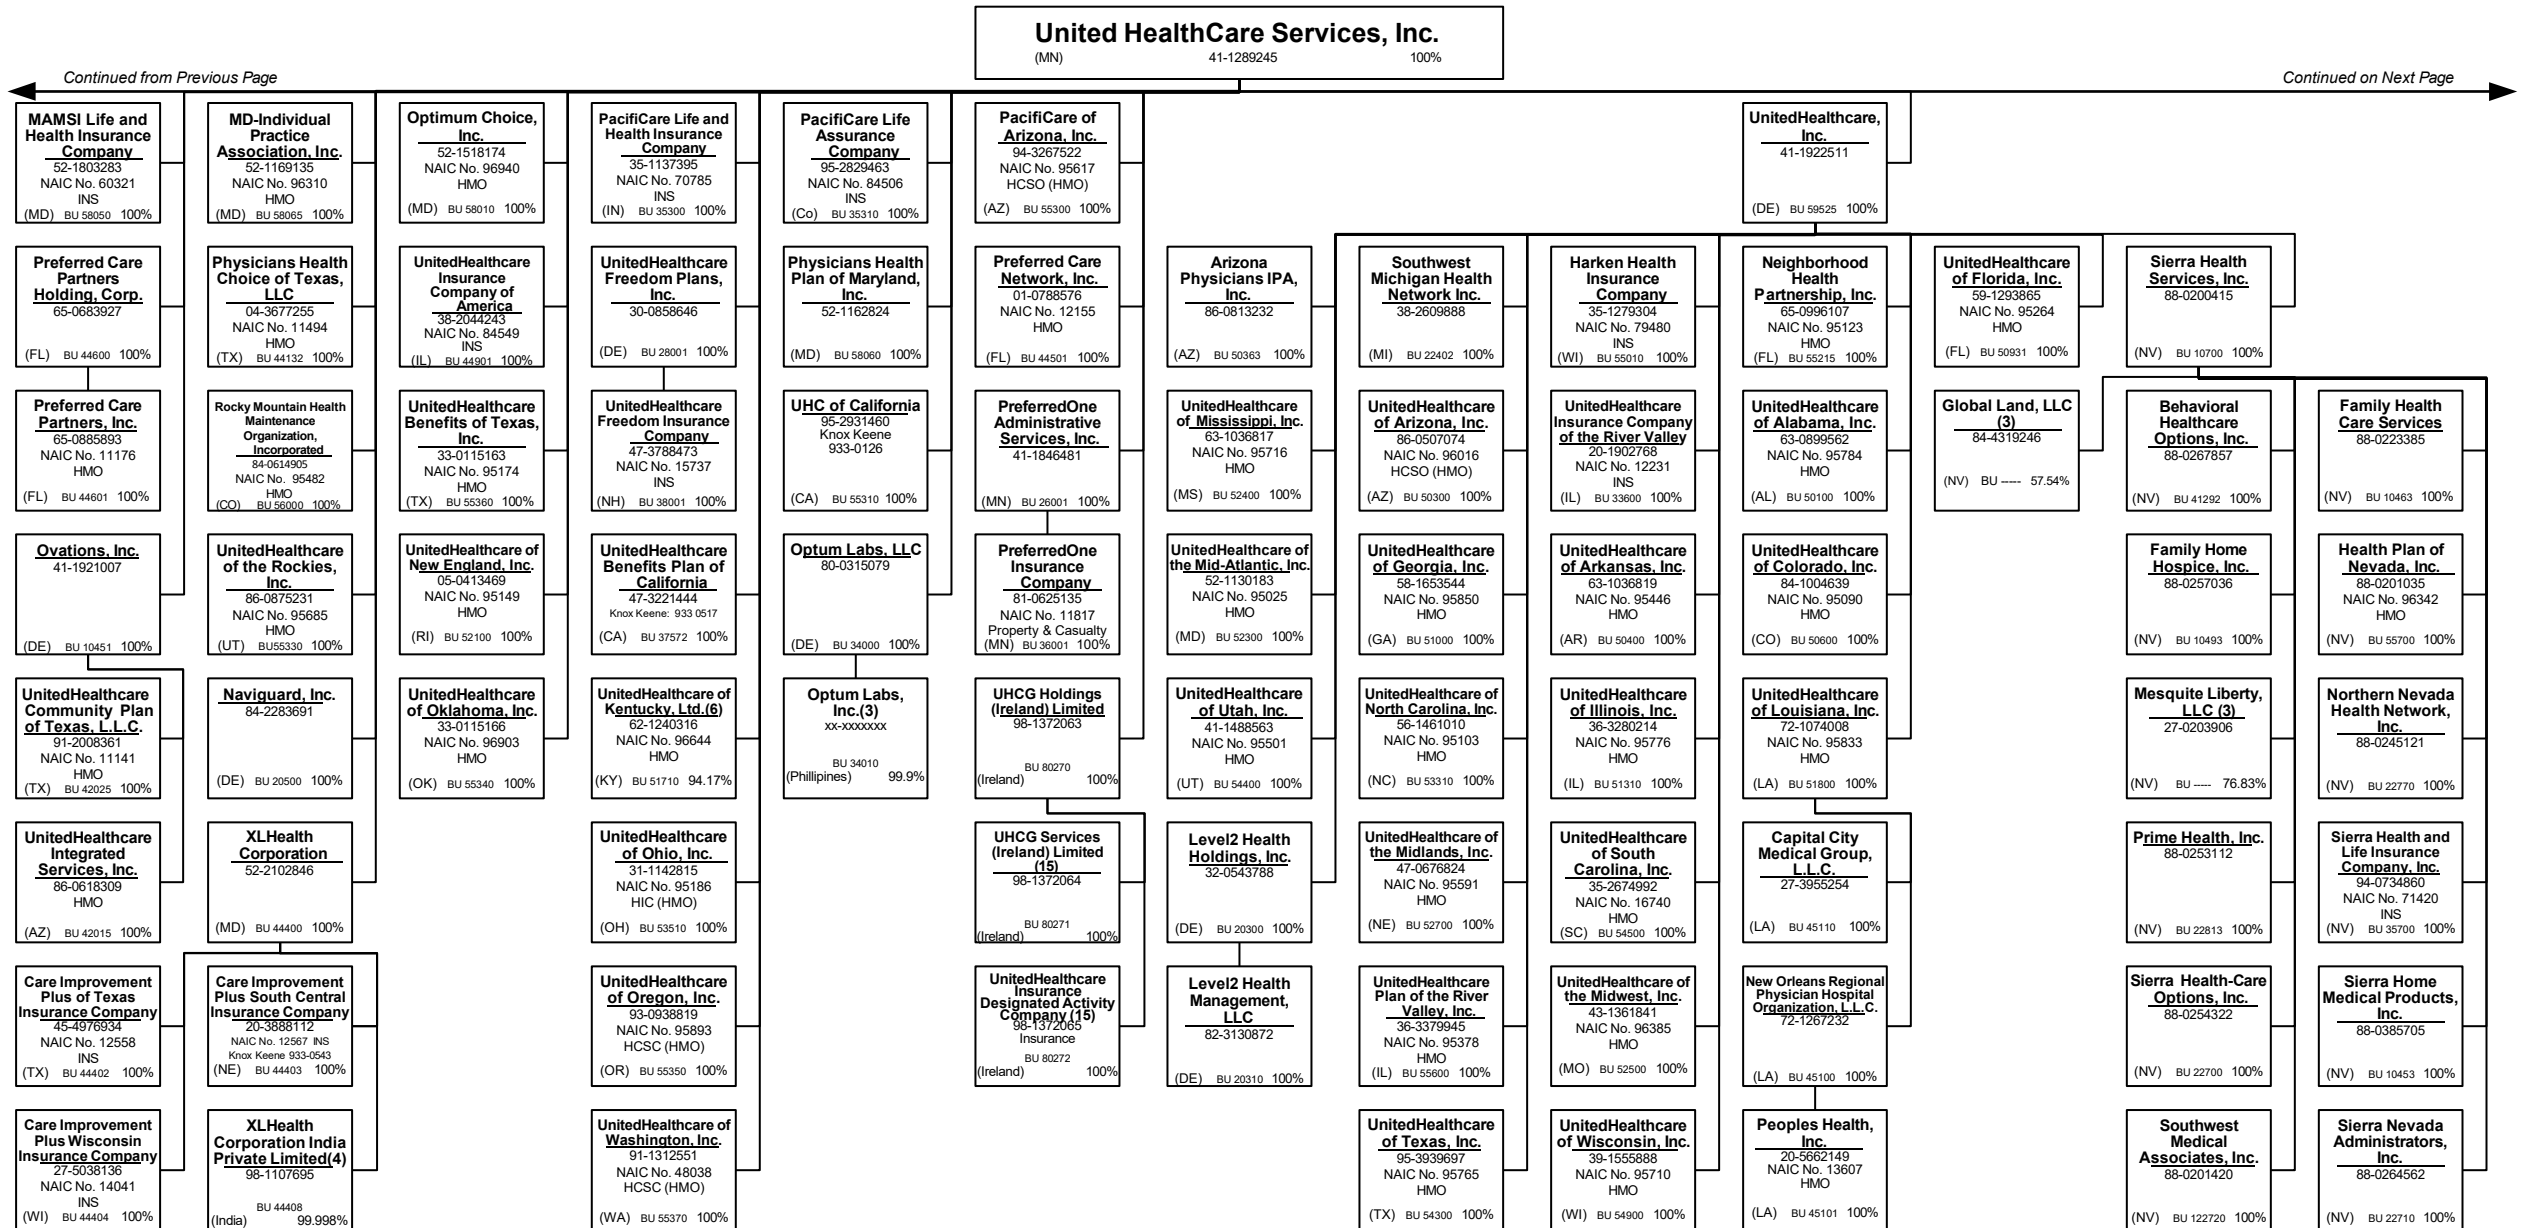 United HealthCare Services, Inc.
(MN) 41-1289245 100%
Continued from Previous Page
Continued on Next Page
MAMSI Life and
Health Insurance
Company
52-1803283
NAIC No. 60321
INS
(MD) BU 58050 100%
MD-Individual
Practice
Association, Inc.
52-1169135
NAIC No. 96310
HMO
(MD) BU 58065 100%
Optimum Choice,
Inc.
52-1518174
NAIC No. 96940
HMO
(MD) BU 58010 100%
PacifiCare Life and
Health Insurance
Company
35-1137395
NAIC No. 70785
INS
(IN) BU 35300 100%
PacifiCare Life
Assurance
Company
95-2829463
NAIC No. 84506
INS
(Co) BU 35310 100%
PacifiCare of
Arizona, Inc.
94-3267522
NAIC No. 95617
HCSO (HMO)
(AZ) BU 55300 100%
UnitedHealthcare,
Inc.
41-1922511
(DE) BU 59525 100%
Preferred Care
Partners
Holding, Corp.
65-0683927
(FL) BU 44600 100%
Physicians Health
Choice of Texas,
LLC
04-3677255
NAIC No. 11494
HMO
(TX) BU 44132 100%
UnitedHealthcare
Insurance
Company of
America
38-2044243
NAIC No. 84549
INS
(IL) BU 44901 100%
UnitedHealthcare
Freedom Plans,
Inc.
30-0858646
(DE) BU 28001 100%
Physicians Health
Plan of Maryland,
Inc.
52-1162824
(MD) BU 58060 100%
Preferred Care
Network, Inc.
01-0788576
NAIC No. 12155
HMO
(FL) BU 44501 100%
Arizona
Physicians IPA,
Inc.
86-0813232
(AZ) BU 50363 100%
Southwest
Michigan Health
Network Inc.
38-2609888
(MI) BU 22402 100%
Harken Health
Insurance
Company
35-1279304
NAIC No. 79480
INS
(WI) BU 55010 100%
Neighborhood
Health
Partnership, Inc.
65-0996107
NAIC No. 95123
HMO
(FL) BU 55215 100%
UnitedHealthcare
of Florida, Inc.
59-1293865
NAIC No. 95264
HMO
(FL) BU 50931 100%
Sierra Health
Services, Inc.
88-0200415
(NV) BU 10700 100%
Preferred Care
Partners, Inc.
65-0885893
NAIC No. 11176
HMO
(FL) BU 44601 100%
Rocky Mountain Health
Maintenance
Organization,
Incorporated
84-0614905
NAIC No. 95482
HMO
(CO) BU 56000 100%
UnitedHealthcare
Benefits of Texas,
Inc.
33-0115163
NAIC No. 95174
HMO
(TX) BU 55360 100%
UnitedHealthcare
Freedom Insurance
Company
47-3788473
NAIC No. 15737
INS
(NH) BU 38001 100%
UHC of California
95-2931460
Knox Keene
933-0126
(CA) BU 55310 100%
PreferredOne
Administrative
Services, Inc.
41-1846481
(MN) BU 26001 100%
UnitedHealthcare
of Mississippi, Inc.
63-1036817
NAIC No. 95716
HMO
(MS) BU 52400 100%
UnitedHealthcare
of Arizona, Inc.
86-0507074
NAIC No. 96016
HCSO (HMO)
(AZ) BU 50300 100%
UnitedHealthcare
Insurance Company
of the River Valley
20-1902768
NAIC No. 12231
INS
(IL) BU 33600 100%
UnitedHealthcare
of Alabama, Inc.
63-0899562
NAIC No. 95784
HMO
(AL) BU 50100 100%
Global Land, LLC
(3)
84-4319246
(NV) BU ----- 57.54%
Behavioral
Healthcare
Options, Inc.
88-0267857
(NV) BU 41292 100%
Family Health
Care Services
88-0223385
(NV) BU 10463 100%
Ovations, Inc.
41-1921007
(DE) BU 10451 100%
UnitedHealthcare
of the Rockies,
Inc.
86-0875231
NAIC No. 95685
HMO
(UT) BU55330 100%
UnitedHealthcare of
New England, Inc.
05-0413469
NAIC No. 95149
HMO
(RI) BU 52100 100%
UnitedHealthcare
Benefits Plan of
California
47-3221444
Knox Keene: 933 0517
(CA) BU 37572 100%
Optum Labs, LLC
80-0315079
(DE) BU 34000 100%
PreferredOne
Insurance
Company
81-0625135
NAIC No. 11817
Property & Casualty
(MN) BU 36001 100%
UnitedHealthcare of
the Mid-Atlantic, Inc.
52-1130183
NAIC No. 95025
HMO
(MD) BU 52300 100%
UnitedHealthcare
of Georgia, Inc.
58-1653544
NAIC No. 95850
HMO
(GA) BU 51000 100%
UnitedHealthcare
of Arkansas, Inc.
63-1036819
NAIC No. 95446
HMO
(AR) BU 50400 100%
UnitedHealthcare
of Colorado, Inc.
84-1004639
NAIC No. 95090
HMO
(CO) BU 50600 100%
Family Home
Hospice, Inc.
88-0257036
(NV) BU 10493 100%
Health Plan of
Nevada, Inc.
88-0201035
NAIC No. 96342
HMO
(NV) BU 55700 100%
UnitedHealthcare
Community Plan
of Texas, L.L.C.
91-2008361
NAIC No. 11141
HMO
(TX) BU 42025 100%
Naviguard, Inc.
84-2283691
(DE) BU 20500 100%
UnitedHealthcare
of Oklahoma, Inc.
33-0115166
NAIC No. 96903
HMO
(OK) BU 55340 100%
UnitedHealthcare of
Kentucky, Ltd.(6)
62-1240316
NAIC No. 96644
HMO
(KY) BU 51710 94.17%
Optum Labs,
Inc.(3)
xx-xxxxxxx
BU 34010
(Phillipines) 99.9%
UHCG Holdings
(Ireland) Limited
98-1372063
BU 80270
(Ireland) 100%
UnitedHealthcare
of Utah, Inc.
41-1488563
NAIC No. 95501
HMO
(UT) BU 54400 100%
UnitedHealthcare of
North Carolina, Inc.
56-1461010
NAIC No. 95103
HMO
(NC) BU 53310 100%
UnitedHealthcare
of Illinois, Inc.
36-3280214
NAIC No. 95776
HMO
(IL) BU 51310 100%
UnitedHealthcare
of Louisiana, Inc.
72-1074008
NAIC No. 95833
HMO
(LA) BU 51800 100%
Mesquite Liberty,
LLC (3)
27-0203906
(NV) BU ----- 76.83%
Northern Nevada
Health Network,
Inc.
88-0245121
(NV) BU 22770 100%
UnitedHealthcare
Integrated
Services, Inc.
86-0618309
HMO
(AZ) BU 42015 100%
XLHealth
Corporation
52-2102846
(MD) BU 44400 100%
UnitedHealthcare
of Ohio, Inc.
31-1142815
NAIC No. 95186
HIC (HMO)
(OH) BU 53510 100%
UHCG Services
(Ireland) Limited
(15)
98-1372064
BU 80271
(Ireland) 100%
Level2 Health
Holdings, Inc.
32-0543788
(DE) BU 20300 100%
UnitedHealthcare of
the Midlands, Inc.
47-0676824
NAIC No. 95591
HMO
(NE) BU 52700 100%
UnitedHealthcare
of South
Carolina, Inc.
35-2674992
NAIC No. 16740
HMO
(SC) BU 54500 100%
Capital City
Medical Group,
L.L.C.
27-3955254
(LA) BU 45110 100%
Prime Health, Inc.
88-0253112
(NV) BU 22813 100%
Sierra Health and
Life Insurance
Company, Inc.
94-0734860
NAIC No. 71420
INS
(NV) BU 35700 100%
Care Improvement
Plus of Texas
Insurance Company
45-4976934
NAIC No. 12558
INS
(TX) BU 44402 100%
Care Improvement
Plus South Central
Insurance Company
20-3888112
NAIC No. 12567 INS
Knox Keene 933-0543
(NE) BU 44403 100%
UnitedHealthcare
of Oregon, Inc.
93-0938819
NAIC No. 95893
HCSC (HMO)
(OR) BU 55350 100%
UnitedHealthcare
Insurance
Designated Activity
Company (15)
98-1372065
Insurance
BU 80272
(Ireland) 100%
Level2 Health
Management,
LLC
82-3130872
(DE) BU 20310 100%
UnitedHealthcare
Plan of the River
Valley, Inc.
36-3379945
NAIC No. 95378
HMO
(IL) BU 55600 100%
UnitedHealthcare of
the Midwest, Inc.
43-1361841
NAIC No. 96385
HMO
(MO) BU 52500 100%
New Orleans Regional
Physician Hospital
Organization, L.L.C.
72-1267232
(LA) BU 45100 100%
Sierra Health-Care
Options, Inc.
88-0254322
(NV) BU 22700 100%
Sierra Home
Medical Products,
Inc.
88-0385705
(NV) BU 10453 100%
Care Improvement
Plus Wisconsin
Insurance Company
27-5038136
NAIC No. 14041
INS
(WI) BU 44404 100%
XLHealth
Corporation India
Private Limited(4)
98-1107695
BU 44408
(India) 99.998%
UnitedHealthcare of
Washington, Inc.
91-1312551
NAIC No. 48038
HCSC (HMO)
(WA) BU 55370 100%
UnitedHealthcare
of Texas, Inc.
95-3939697
NAIC No. 95765
HMO
(TX) BU 54300 100%
UnitedHealthcare
of Wisconsin, Inc.
39-1555888
NAIC No. 95710
HMO
(WI) BU 54900 100%
Peoples Health,
Inc.
20-5662149
NAIC No. 13607
HMO
(LA) BU 45101 100%
Southwest
Medical
Associates, Inc.
88-0201420
(NV) BU 122720 100%
Sierra Nevada
Administrators,
Inc.
88-0264562
(NV) BU 22710 100%